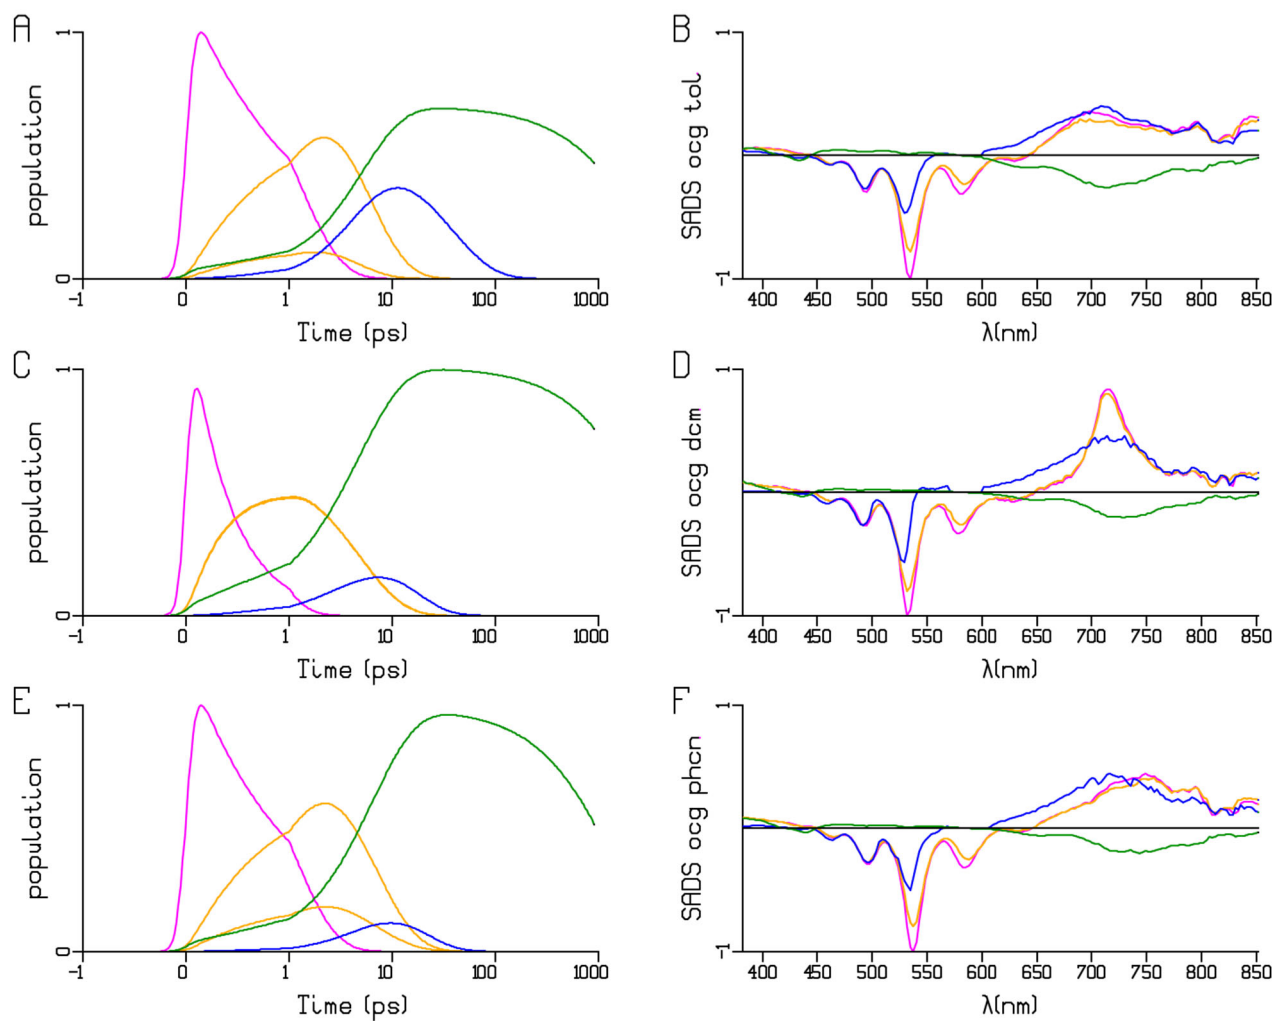 A
B
1
population
0
-1 0 1 10 100 1000
Time (ps)
1
SADS ocg tol
-1
400 450 500 550 600 650 700 750 800 850
λ(nm)
C
D
1
population
0
-1 0 1 10 100 1000
Time (ps)
1
SADS ocg dcm
-1
400 450 500 550 600 650 700 750 800 850
λ(nm)
E
F
1
population
0
-1 0 1 10 100 1000
Time (ps)
1
SADS ocg phcn
-1
400 450 500 550 600 650 700 750 800 850
λ(nm)